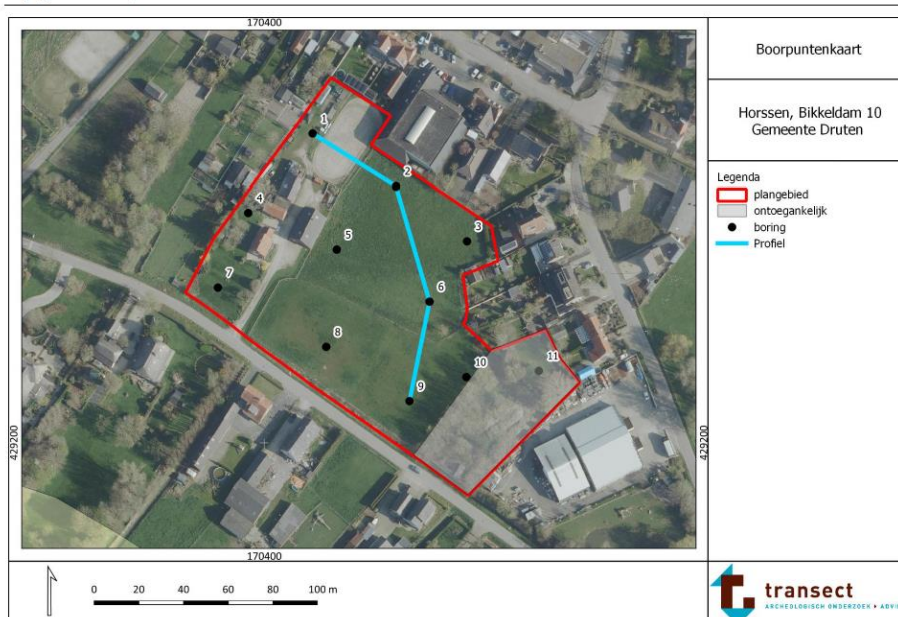 170400
Boorpuntenkaart
Horssen, Bikkeldam 10
Gemeente Druten
Legenda
plangebied
ontoegankelijk
boring
Profiel
1
2
3
4
5
6
7
8
9
10
11
429200
429200
170400
0 20 40 60 80 100 m
transect
ARCHEOLOGISCH ONDERZOEK • ADVI